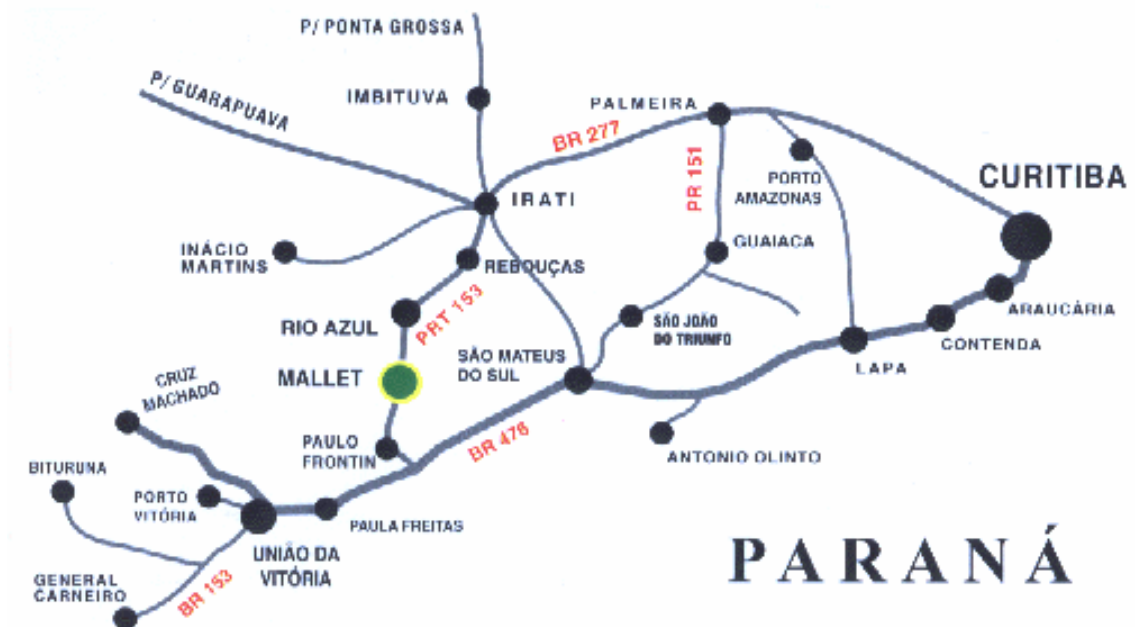 P/ PONTA GROSSA
P/ GUARAPUAVA
IMBITUVA
PALMEIRA
BR 277
PR 151
PORTO
AMAZONAS
CURITIBA
IRATI
GUAIACA
INÁCIO
MARTINS
REBOUÇAS
PRT 153
ARAUCÁRIA
RIO AZUL
SÃO JOÃO
DO TRIUNFO
CONTENDA
SÃO MATEUS
DO SUL
LAPA
MALLET
CRUZ
MACHADO
PAULO
FRONTIN
BR 476
ANTONIO OLINTO
BITURUNA
PORTO
VITÓRIA
PAULA FREITAS
UNIÃO DA
VITÓRIA
GENERAL
CARNEIRO
BR 153
PARANÁ